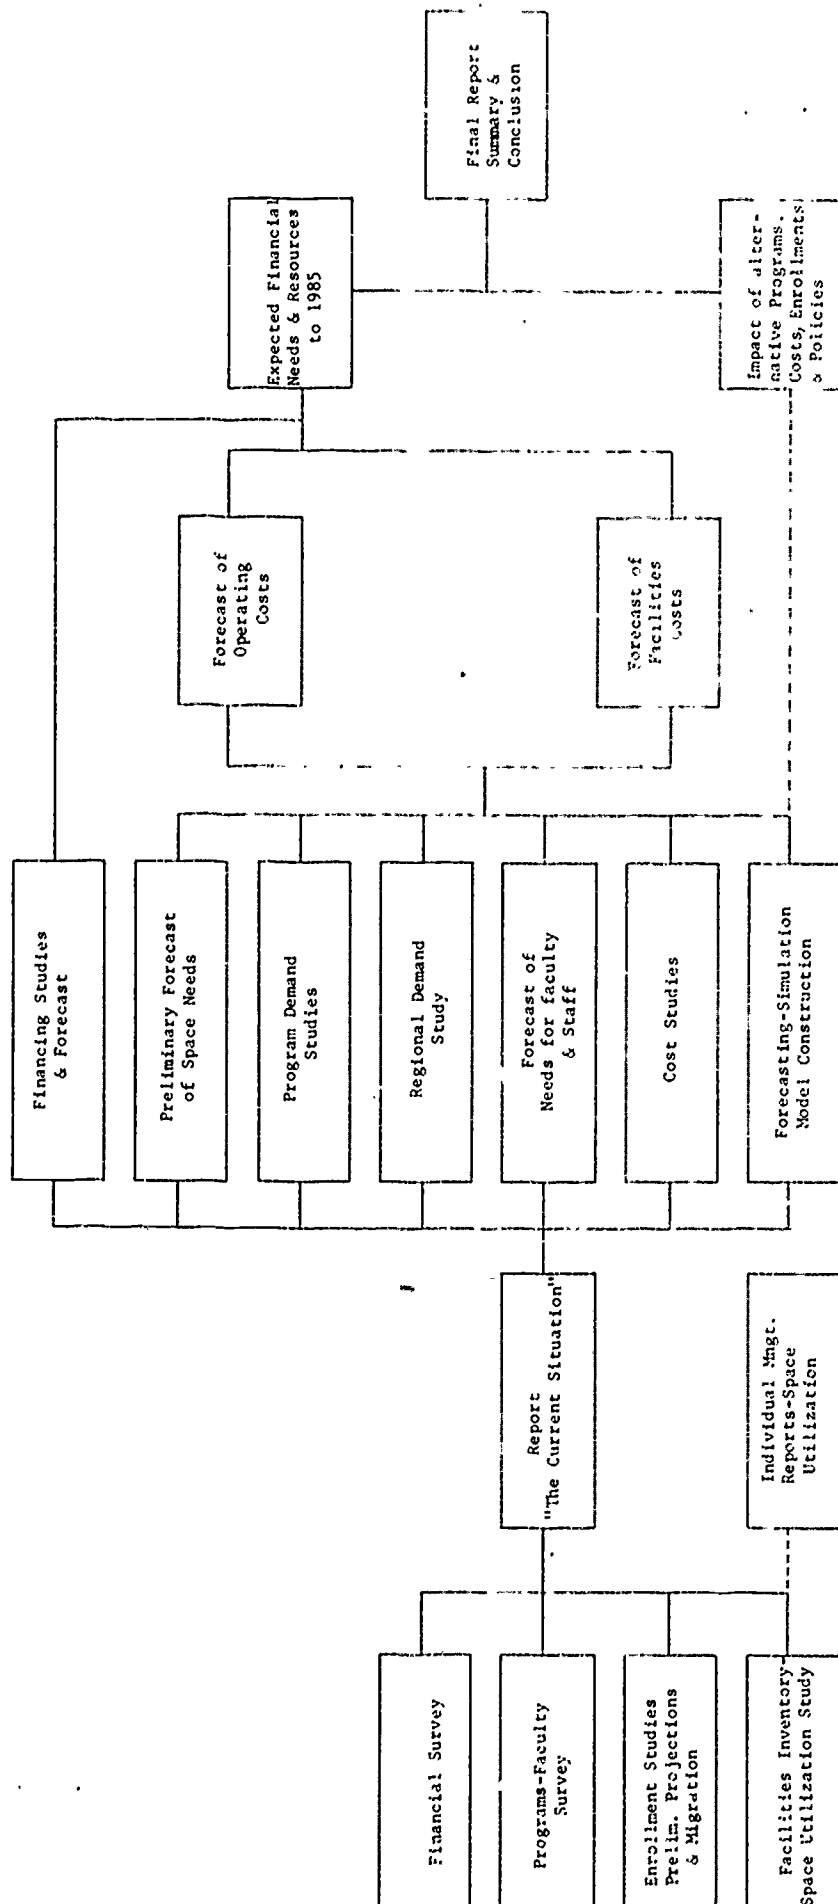 Financial Survey
Programs-Faculty
Survey
Enrollment Studies
Prelim. Projections
& Migration
Facilities Inventory
Space Utilization Study
Report
"The Current Situation"
Individual Mngt.
Reports-Space
Utilization
Financing Studies
& Forecast
Preliminary Forecast
of Space Needs
Program Demand
Studies
Regional Demand
Study
Forecast of
Needs for faculty
& Staff
Cost Studies
Forecasting-Simulation
Model Construction
Forecast of
Operating
Costs
Forecast of
Facilities
Costs
Expected Financial
Needs & Resources
to 1985
Impact of alter-
native Programs,
Costs, Enrollments
& Policies
Final Report
Summary &
Conclusion